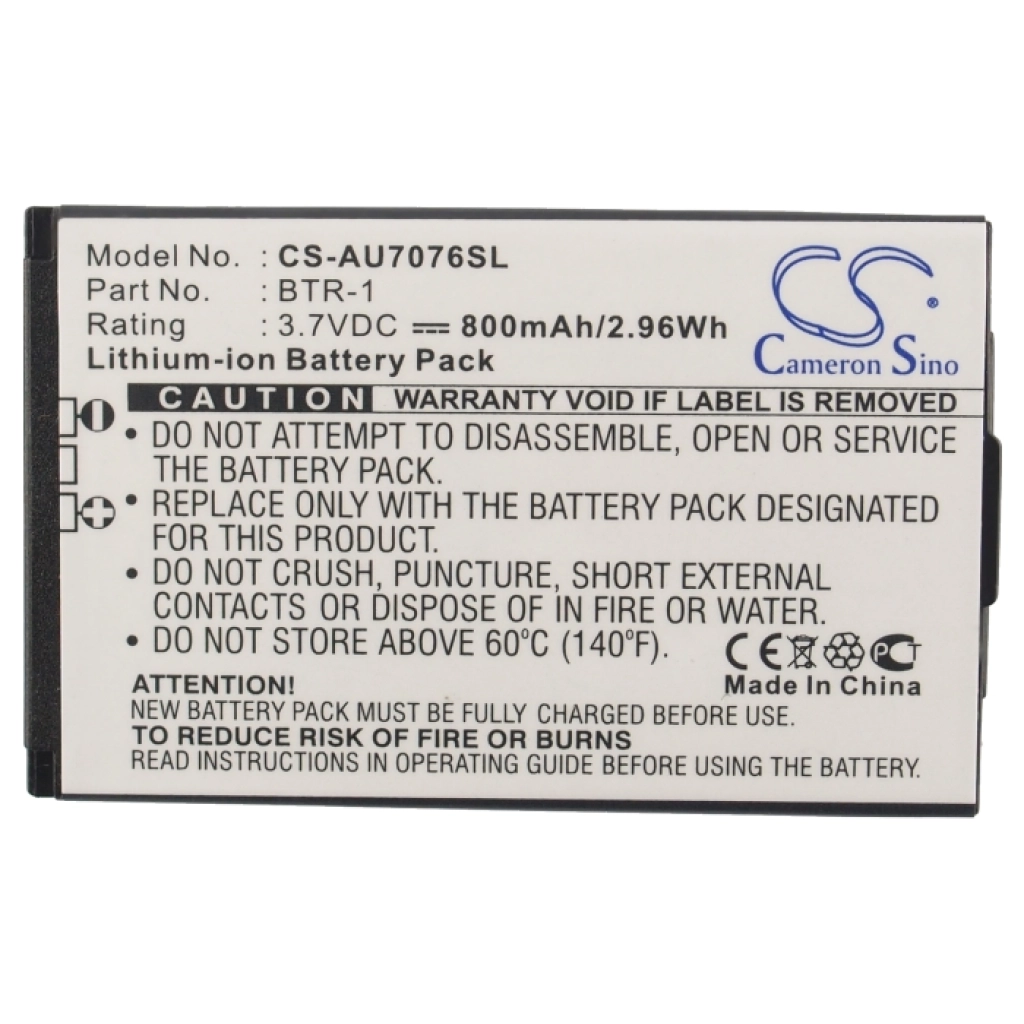 Model No. : CS-AU7076SL
Part No. : BTR-1
Rating : 3.7VDC 800mAh/2.96Wh
Lithium-ion Battery Pack
CS ®
Cameron Sino
CAUTION WARRANTY VOID IF LABEL IS REMOVED
• DO NOT ATTEMPT TO DISASSEMBLE, OPEN OR SERVICE
THE BATTERY PACK.
• REPLACE ONLY WITH THE BATTERY PACK DESIGNATED
FOR THIS PRODUCT.
• DO NOT CRUSH, PUNCTURE, SHORT EXTERNAL
CONTACTS OR DISPOSE OF IN FIRE OR WATER.
• DO NOT STORE ABOVE 60°C (140°F).
CE PCT
Made In China
ATTENTION!
NEW BATTERY PACK MUST BE FULLY CHARGED BEFORE USE.
TO REDUCE RISK OF FIRE OR BURNS
READ INSTRUCTIONS IN OPERATING GUIDE BEFORE USING THE BATTERY.